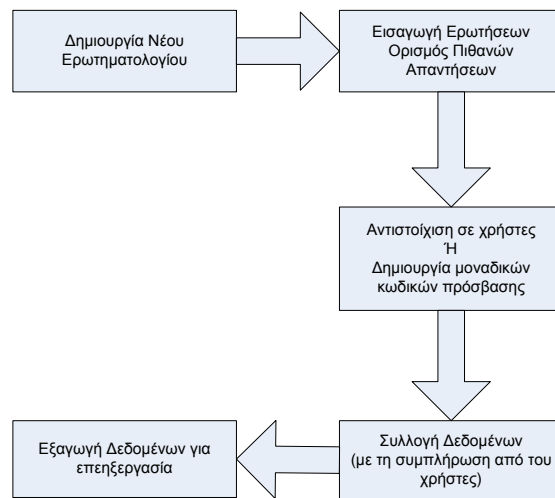 Δημιουργία Νέου
Ερωτηματολογίου
Εισαγωγή Ερωτήσεων
Ορισμός Πιθανών
Απαντήσεων
Αντιστοίχιση σε χρήστες
Ή
Δημιουργία μοναδικών
κωδικών πρόσβασης
Συλλογή Δεδομένων
(με τη συμπλήρωση από του
χρήστες)
Εξαγωγή Δεδομένων για
επεηξεργασία